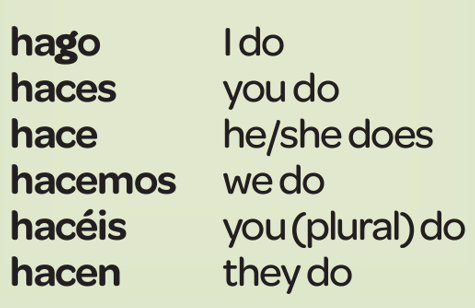 hago I do
haces you do
hace he/she does
hacemos we do
hacéis you (plural) do
hacen they do